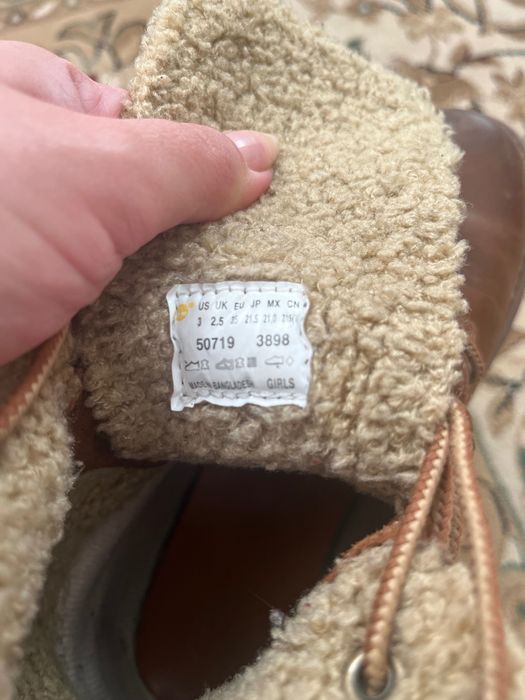 US UK EU JP MX CN
3 2.5 35 21.5 21.0
50719 3898
MADE IN BANGLADESH GIRLS